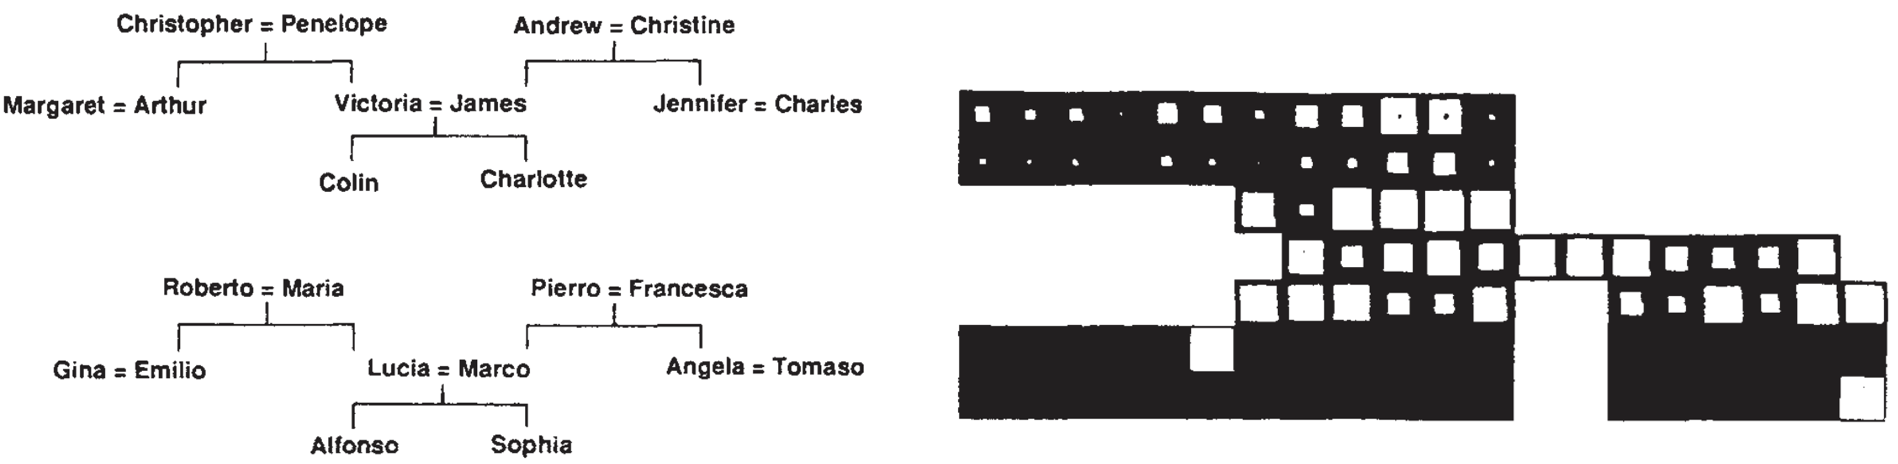 Christopher = Penelope Andrew = Christine
Margaret = Arthur Victoria = James Jennifer = Charles
Colin Charlotte
Roberto = Maria Pierro = Francesca
Gina = Emilio Lucia = Marco Angela = Tomaso
Alfonso Sophia